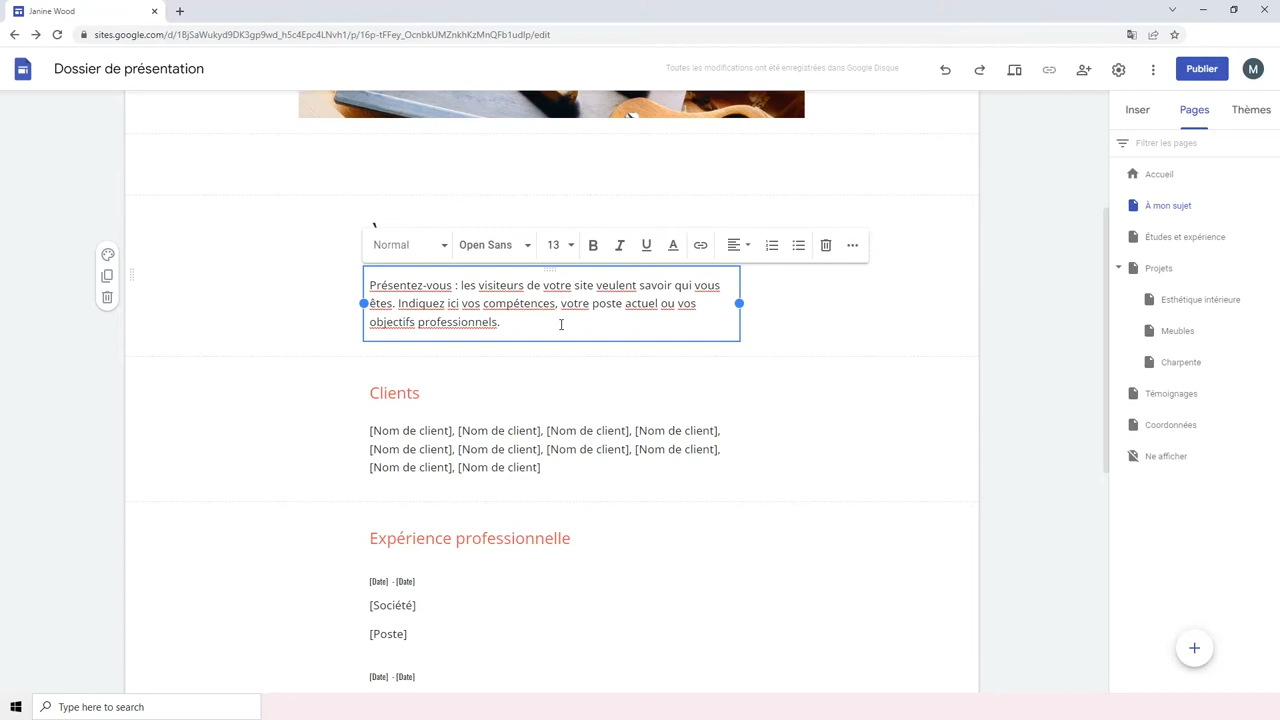 Janine Wood
sites.google.com/d/1BjSaWukyd9DK3gp9wd_h5c4Epc4LNvh1/p/16p-tFFey_OcnbkUMZnkhKzMnQFb1udIp/edit
Dossier de présentation
Toutes les modifications ont été enregistrées dans Google Disque
Publier
M
Inser
Pages
Thèmes
Filtrer les pages
Accueil
À mon sujet
Études et expérience
Projets
Esthétique intérieure
Meubles
Charpente
Témoignages
Coordonnées
Ne afficher
Normal
Open Sans
13
Présentez-vous : les visiteurs de votre site veulent savoir qui vous
êtes. Indiquez ici vos compétences, votre poste actuel ou vos
objectifs professionnels.
Clients
[Nom de client], [Nom de client], [Nom de client], [Nom de client],
[Nom de client], [Nom de client], [Nom de client], [Nom de client],
[Nom de client], [Nom de client]
Expérience professionnelle
[Date] - [Date]
[Société]
[Poste]
[Date] - [Date]
Type here to search